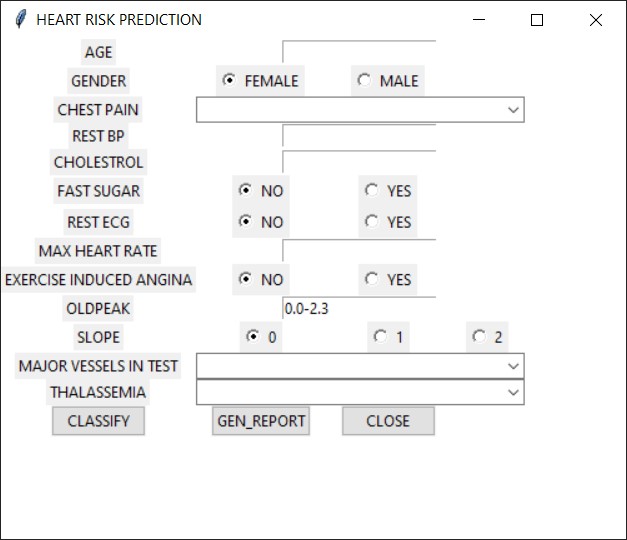 HEART RISK PREDICTION
AGE
GENDER FEMALE MALE
CHEST PAIN
REST BP
CHOLESTROL
FAST SUGAR NO YES
REST ECG NO YES
MAX HEART RATE
EXERCISE INDUCED ANGINA NO YES
OLDPEAK 0.0-2.3
SLOPE 0 1 2
MAJOR VESSELS IN TEST
THALASSEMIA
CLASSIFY GEN_REPORT CLOSE